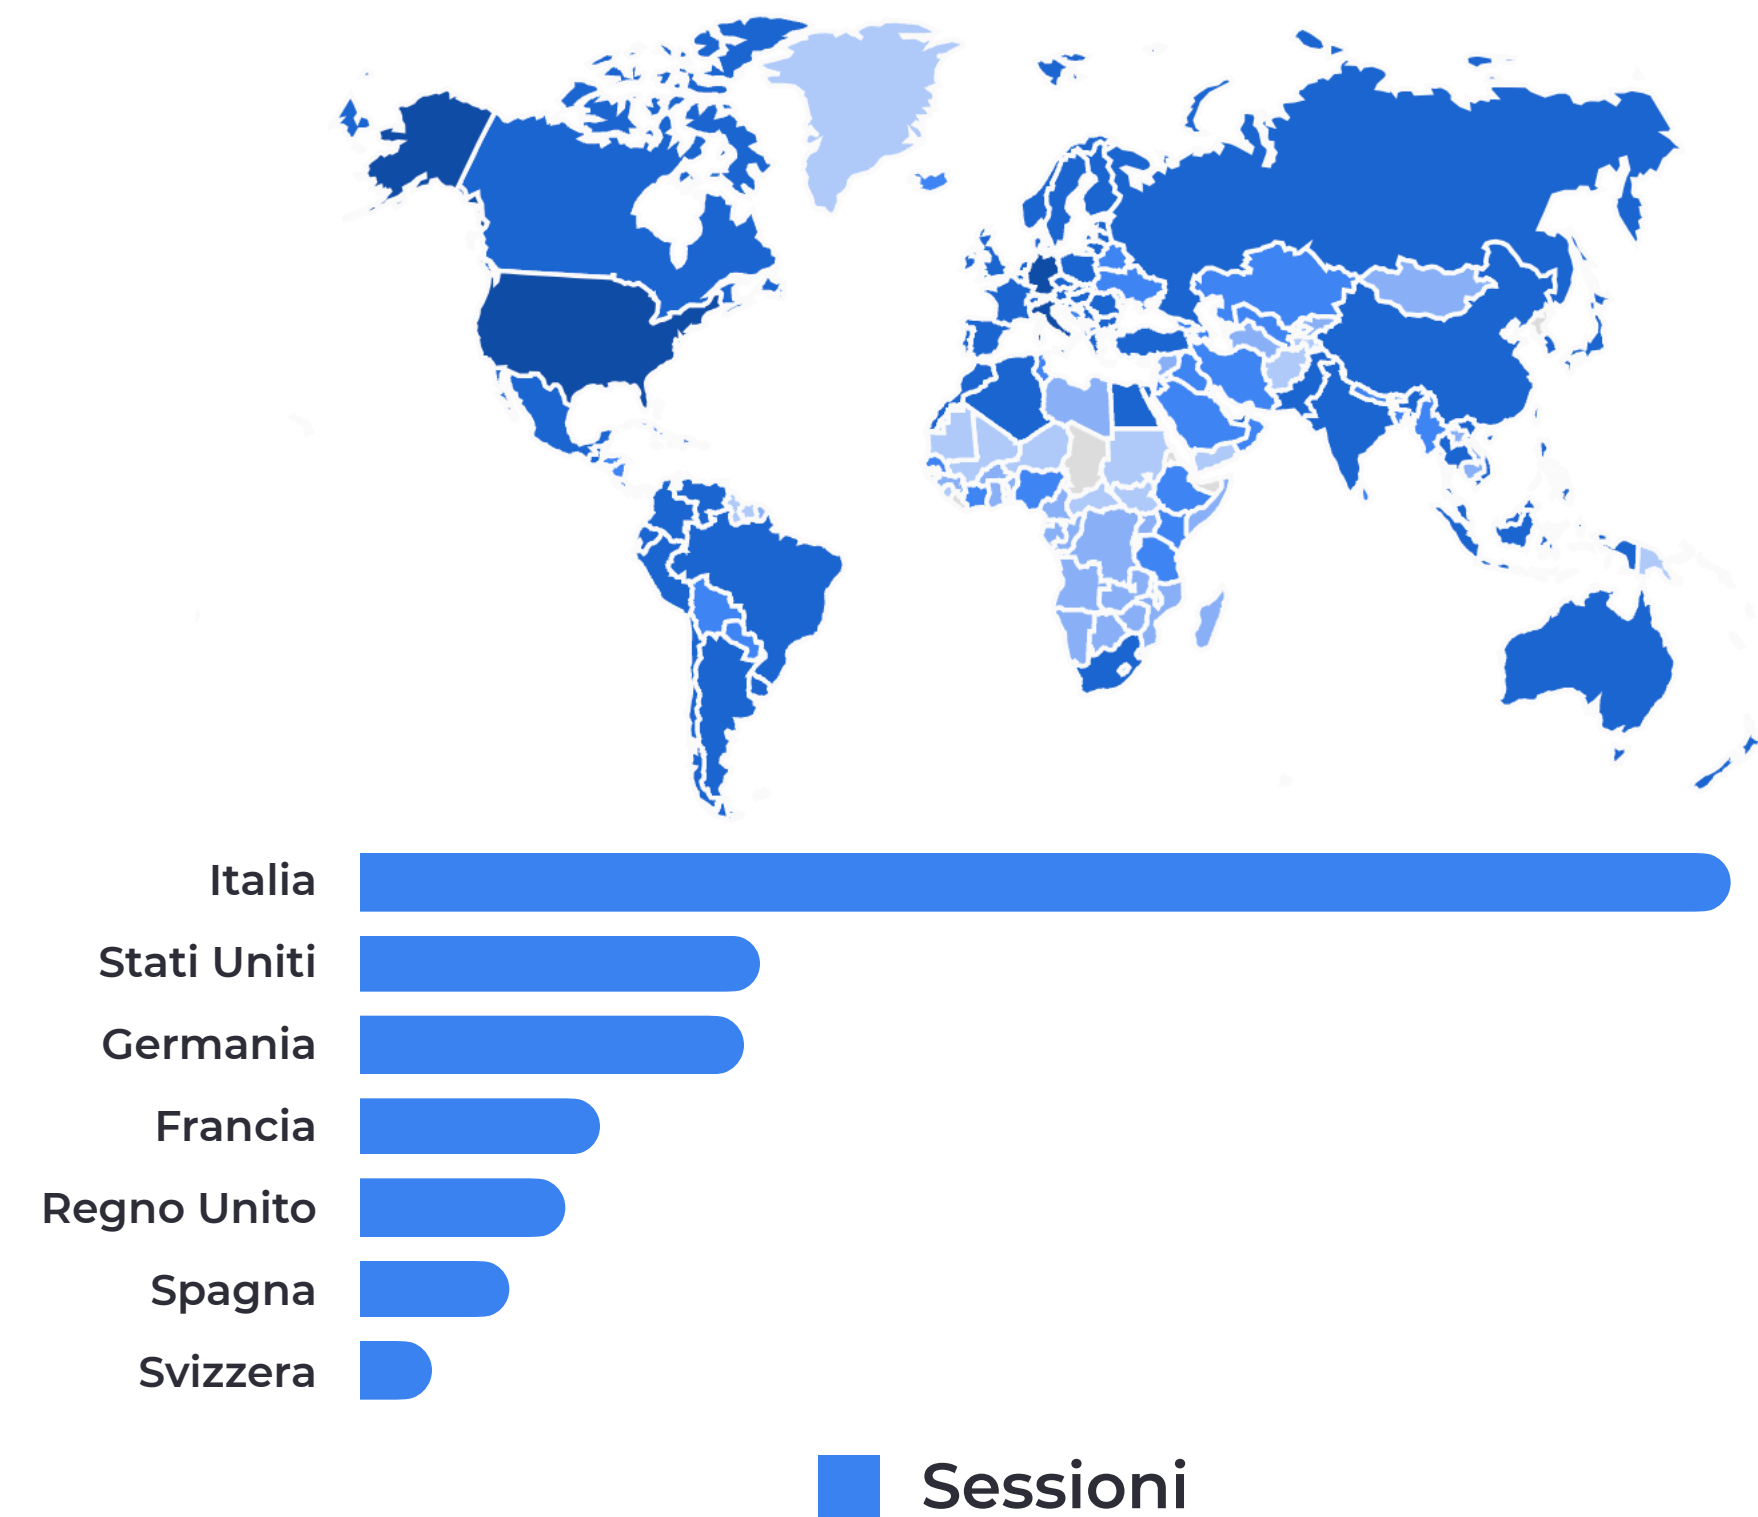 Italia
Stati Uniti
Germania
Francia
Regno Unito
Spagna
Svizzera
Sessioni